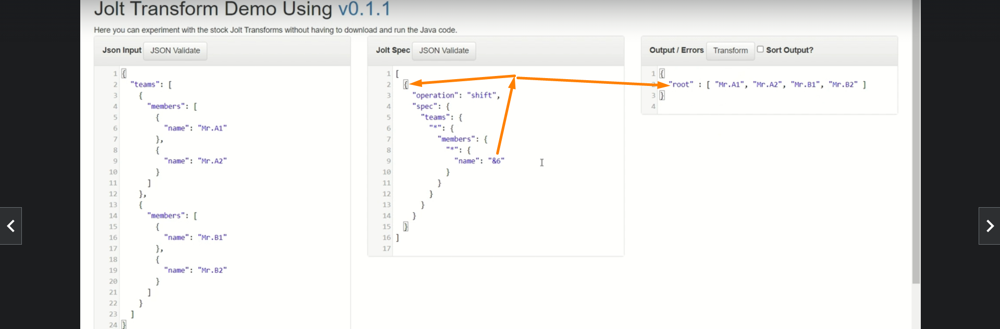 Jolt Transform Demo Using v0.1.1
Here you can experiment with the stock Jolt Transforms without having to download and run the Java code.
Json Input JSON Validate
1 {
2 "teams": [
3 {
4 "members": [
5 {
6 "name": "Mr.A1"
7 },
8 {
9 "name": "Mr.A2"
10 }
11 ]
12 },
13 {
14 "members": [
15 {
16 "name": "Mr.B1"
17 },
18 {
19 "name": "Mr.B2"
20 }
21 ]
22 }
23 ]
24 }
Jolt Spec JSON Validate
1 [
2 {
3 "operation": "shift",
4 "spec": {
5 "teams": {
6 "*": {
7 "members": {
8 "*": {
9 "name": "&6"
10 }
11 }
12 }
13 }
14 }
15 }
16 ]
17
Output / Errors Transform Sort Output?
1 {
2 "root" : [ "Mr.A1", "Mr.A2", "Mr.B1", "Mr.B2" ]
3 }
4